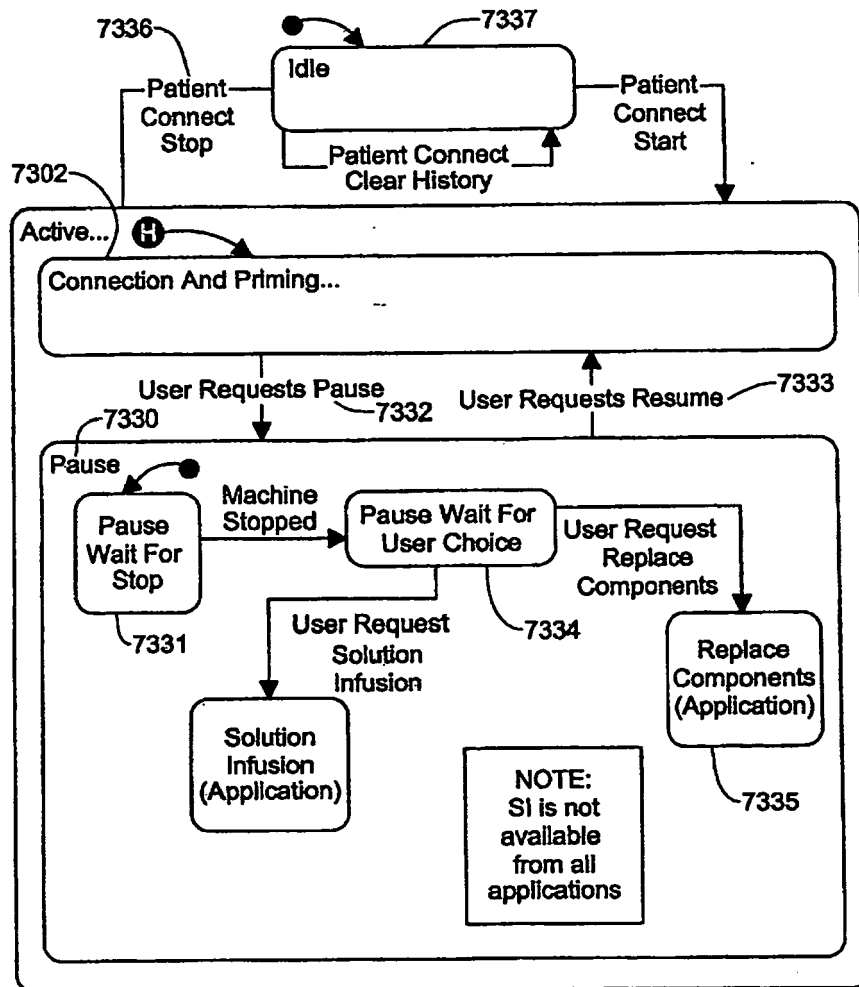 7336
7337
Idle
Patient
Connect
Stop
Patient
Connect
Start
Patient Connect
Clear History
7302
Active...
H
Connection And Priming...
User Requests Pause
7332
User Requests Resume
7333
7330
Pause
Pause
Wait For
Stop
Machine
Stopped
Pause Wait For
User Choice
User Request
Replace
Components
7331
User Request
Solution
Infusion
7334
Replace
Components
(Application)
Solution
Infusion
(Application)
NOTE:
SI is not
available
from all
applications
7335